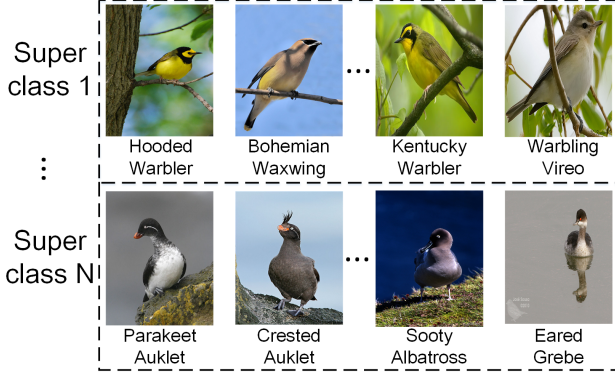 Super
class 1
...
Hooded
Warbler
Bohemian
Waxwing
Kentucky
Warbler
Warbling
Vireo
...
Super
class N
...
Parakeet
Auklet
Crested
Auklet
Sooty
Albatross
Eared
Grebe